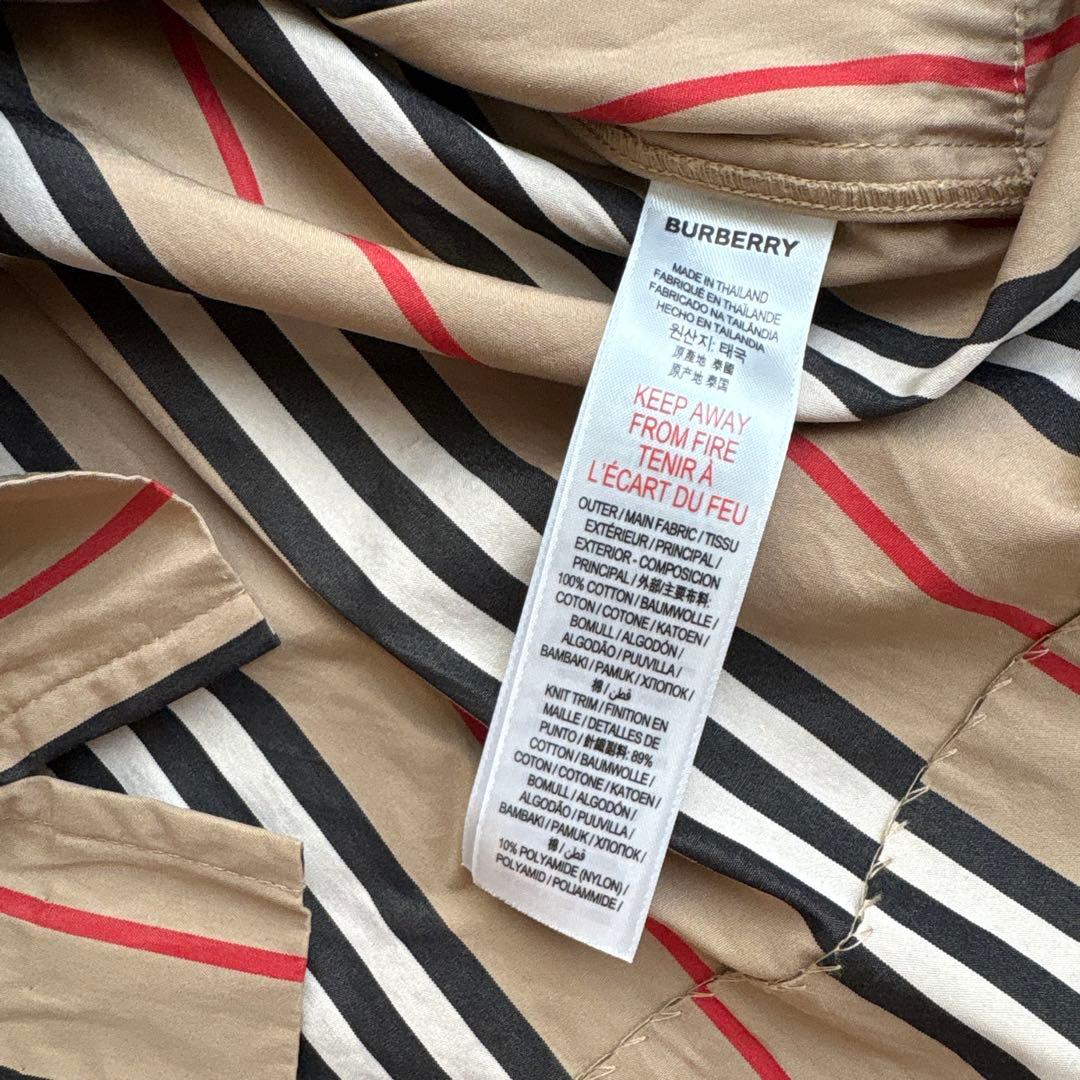 BURBERRY
MADE IN THAILAND
FABRIQUÉ EN THAÏLANDE
FABRICADO NA TAILÂNDIA
HECHO EN TAILANDIA
원산지: 태국
原產地 泰國
原产地 泰国
KEEP AWAY
FROM FIRE
TENIR À
L'ÉCART DU FEU
OUTER / MAIN FABRIC / TISSU
EXTÉRIEUR / PRINCIPAL /
EXTERIOR - COMPOSICION
PRINCIPAL / 外部/主要布料:
100% COTTON / BAUMWOLLE /
COTON / COTONE / KATOEN /
BOMULL / ALGODÓN /
ALGODÃO / PUUVILLA /
BAMBAKI / PAMUK / ХЛОПОК /
棉 / قطن
KNIT TRIM / FINITION EN
MAILLE / DETALLES DE
PUNTO / 針織副料: 89%
COTTON / BAUMWOLLE /
COTON / COTONE / KATOEN /
BOMULL / ALGODÓN /
ALGODÃO / PUUVILLA /
BAMBAKI / PAMUK / ХЛОПОК /
棉 / قطن
10% POLYAMIDE (NYLON) /
POLYAMID / POLIAMMIDE /